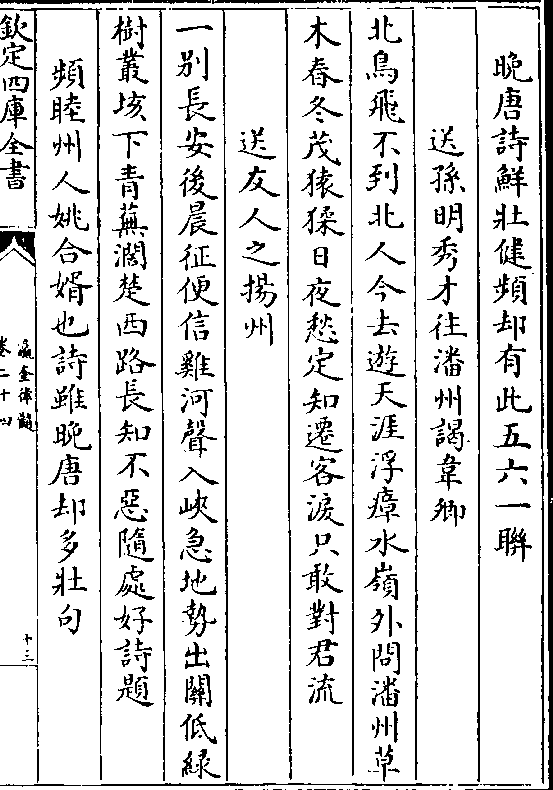 晚唐詩鮮壯健頻却有此五六一聯
送孫明秀才往潘州謁韋卿
北鳥飛不到北人今去遊天涯浮瘴水嶺外問潘州草
木春冬茂猿猱日夜愁定知遷客淚只敢對君流
送友人之揚州
一别長安後晨征便信雞河聲入峽急地勢出關低緑
樹叢垓下青蕪濶楚西路長知不惡隨處好詩題
頻睦州人姚合婿也詩雖晚唐却多壯句
欽定四庫全書
瀛奎律髓
卷二十四
十三